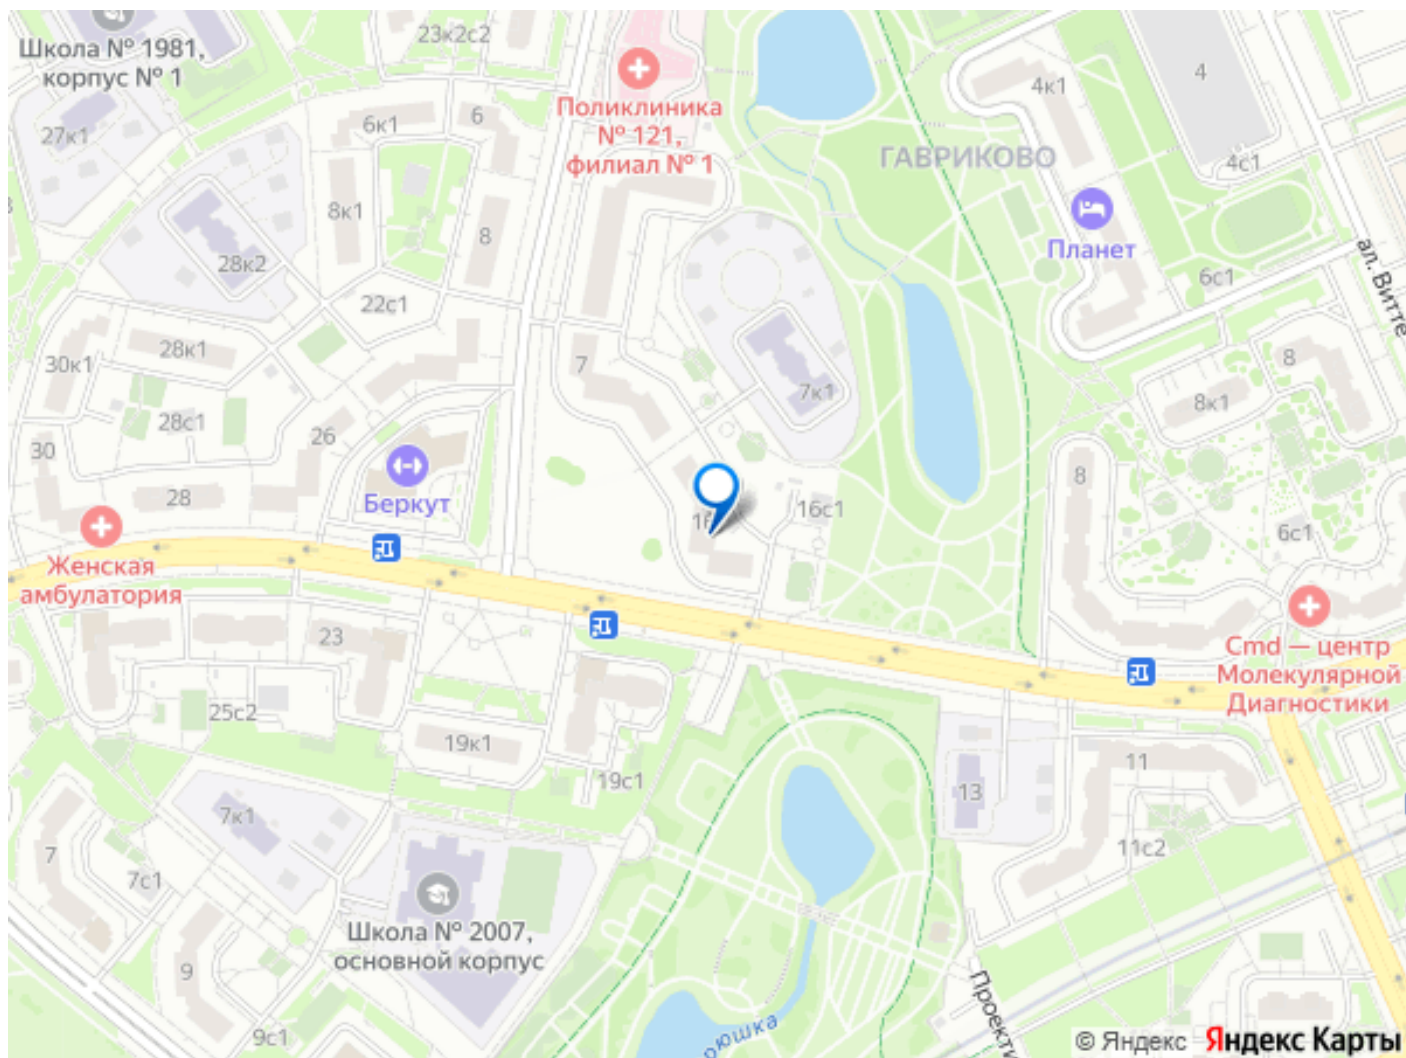 23к2с2
Школа № 1981,
корпус № 1
4
4к1
Поликлиника
№ 121,
филиал № 1
6
6к1
27к1
ГАВРИКОВО
4с1
8к1
Планет
8
28к2
ал. Витте
6с1
22с1
28к1
30к1
7
8
7к1
8к1
28с1
26
30
8
Беркут
28
16с1
6с1
Женская
амбулатория
23
Cmd — центр
Молекулярной
Диагностики
25с2
19к1
11
19с1
13
7к1
11с2
7
7с1
Школа № 2007,
основной корпус
9
9с1
© Яндекс Яндекс Карты